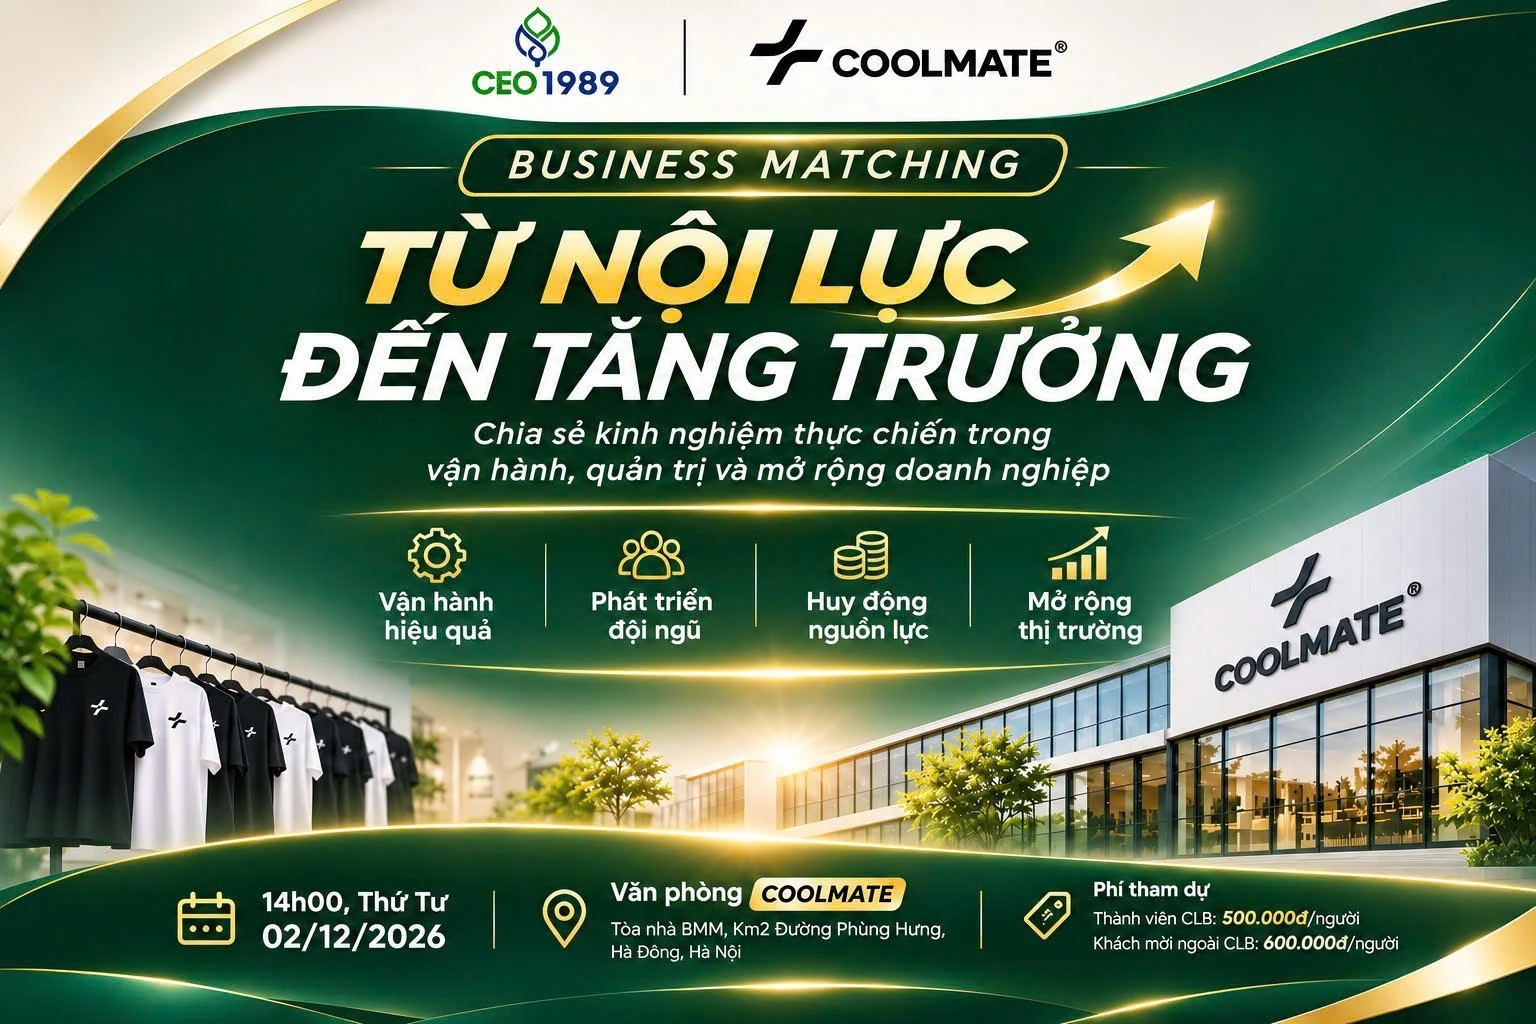 CEO 1989
COOLMATE®
BUSINESS MATCHING
TỪ NỘI LỰC
ĐẾN TĂNG TRƯỞNG
Chia sẻ kinh nghiệm thực chiến trong
vận hành, quản trị và mở rộng doanh nghiệp
Vận hành
hiệu quả
Phát triển
đội ngũ
Huy động
nguồn lực
Mở rộng
thị trường
COOLMATE®
14h00, Thứ Tư
02/12/2026
Văn phòng COOLMATE
Tòa nhà BMM, Km2 Đường Phùng Hưng,
Hà Đông, Hà Nội
Phí tham dự
Thành viên CLB: 500.000đ/người
Khách mời ngoài CLB: 600.000đ/người